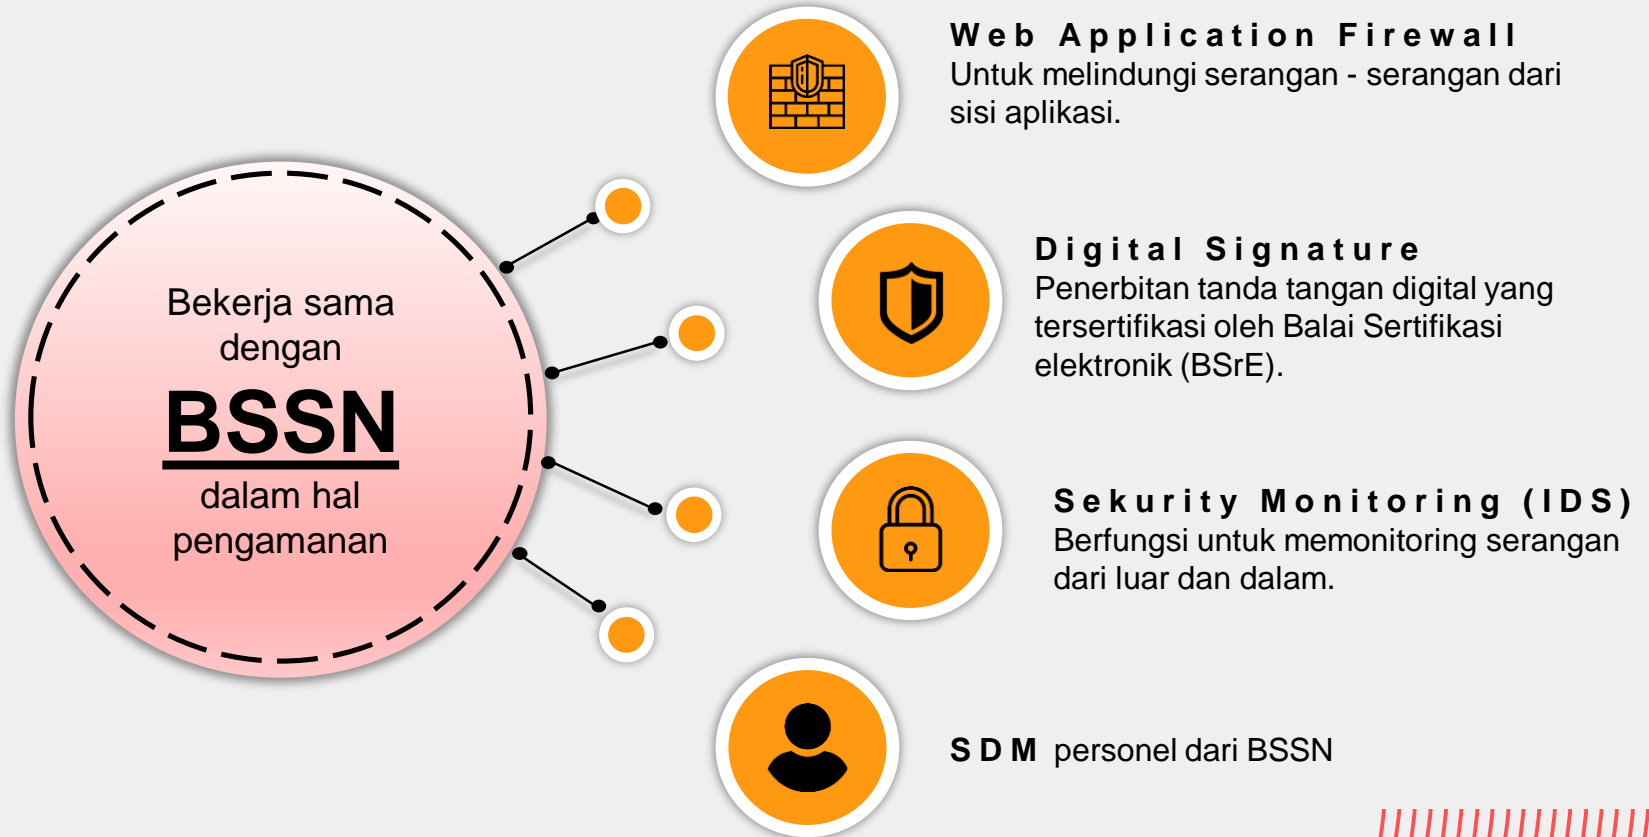 Bekerja sama
dengan
BSSN
dalam hal
pengamanan
Web Application Firewall
Untuk melindungi serangan - serangan dari
sisi aplikasi.
Digital Signature
Penerbitan tanda tangan digital yang
tersertifikasi oleh Balai Sertifikasi
elektronik (BSrE).
Sekurity Monitoring (IDS)
Berfungsi untuk memonitoring serangan
dari luar dan dalam.
SDM personel dari BSSN